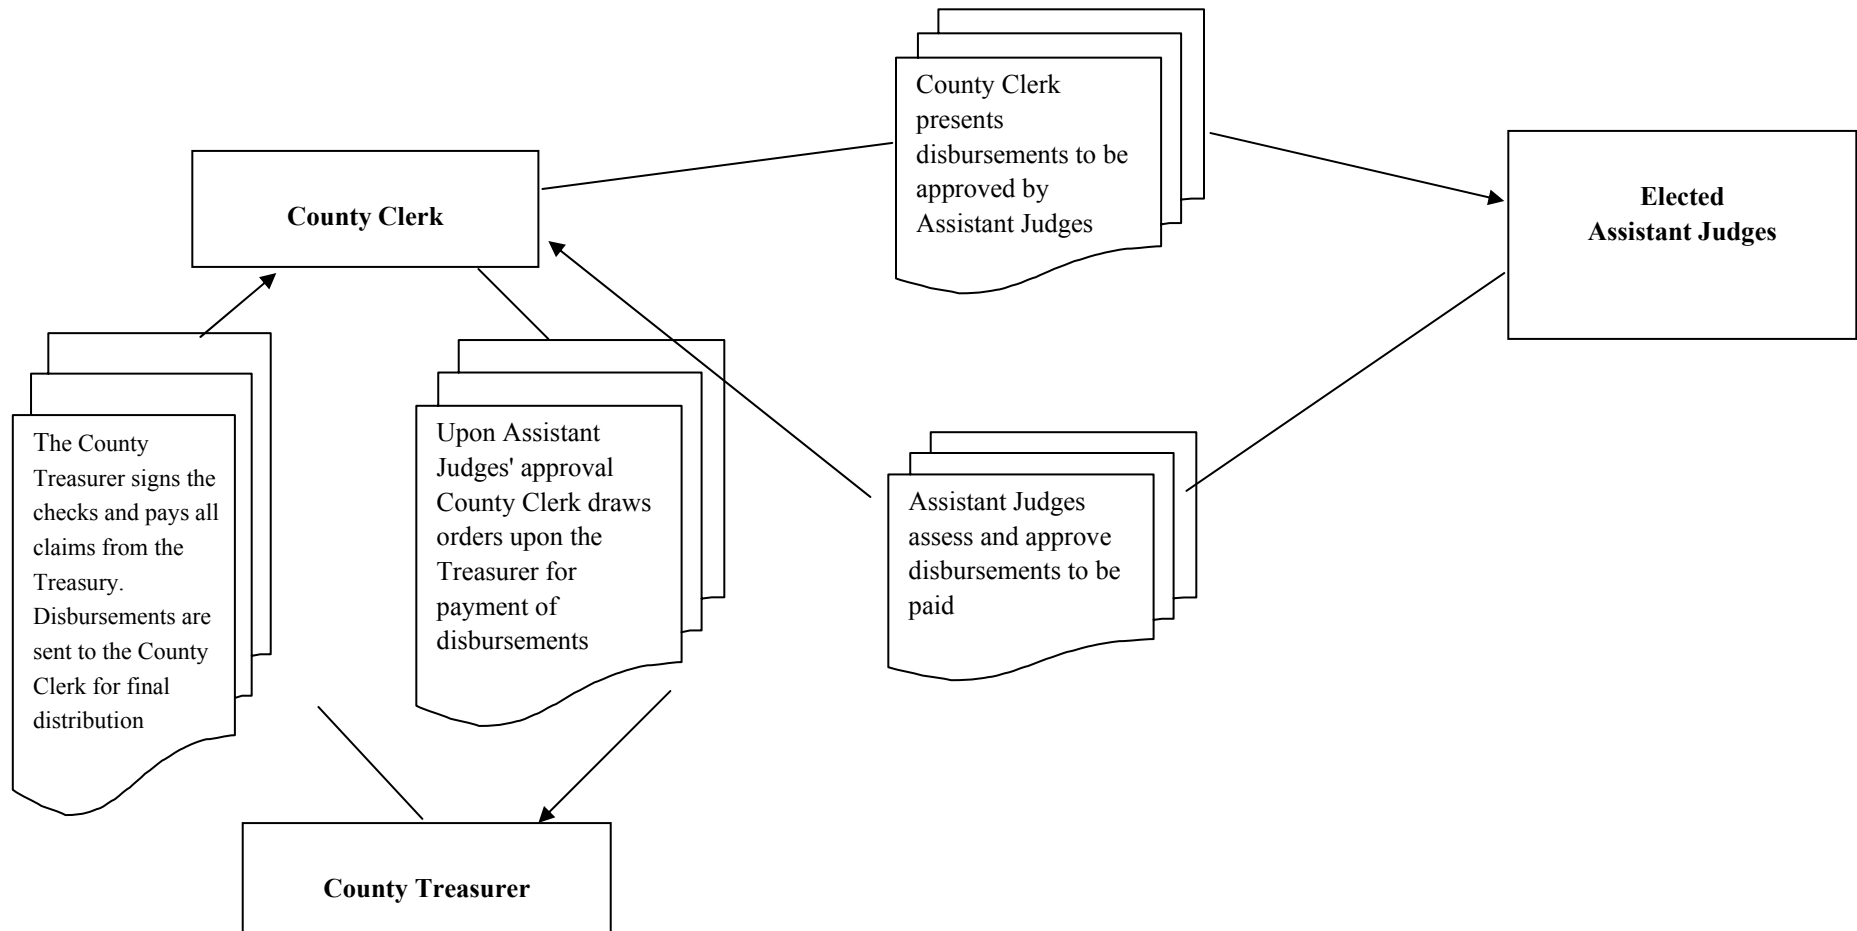 County Clerk
presents
disbursements to be
approved by
Assistant Judges
Elected
Assistant Judges
County Clerk
The County
Treasurer signs the
checks and pays all
claims from the
Treasury.
Disbursements are
sent to the County
Clerk for final
distribution
Upon Assistant
Judges' approval
County Clerk draws
orders upon the
Treasurer for
payment of
disbursements
Assistant Judges
assess and approve
disbursements to be
paid
County Treasurer